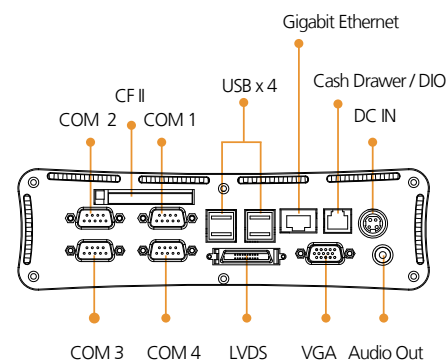 Gigabit Ethernet
USB x 4
Cash Drawer / DIO
CF II
DC IN
COM 2
COM 1
COM 3
COM 4
LVDS
VGA
Audio Out